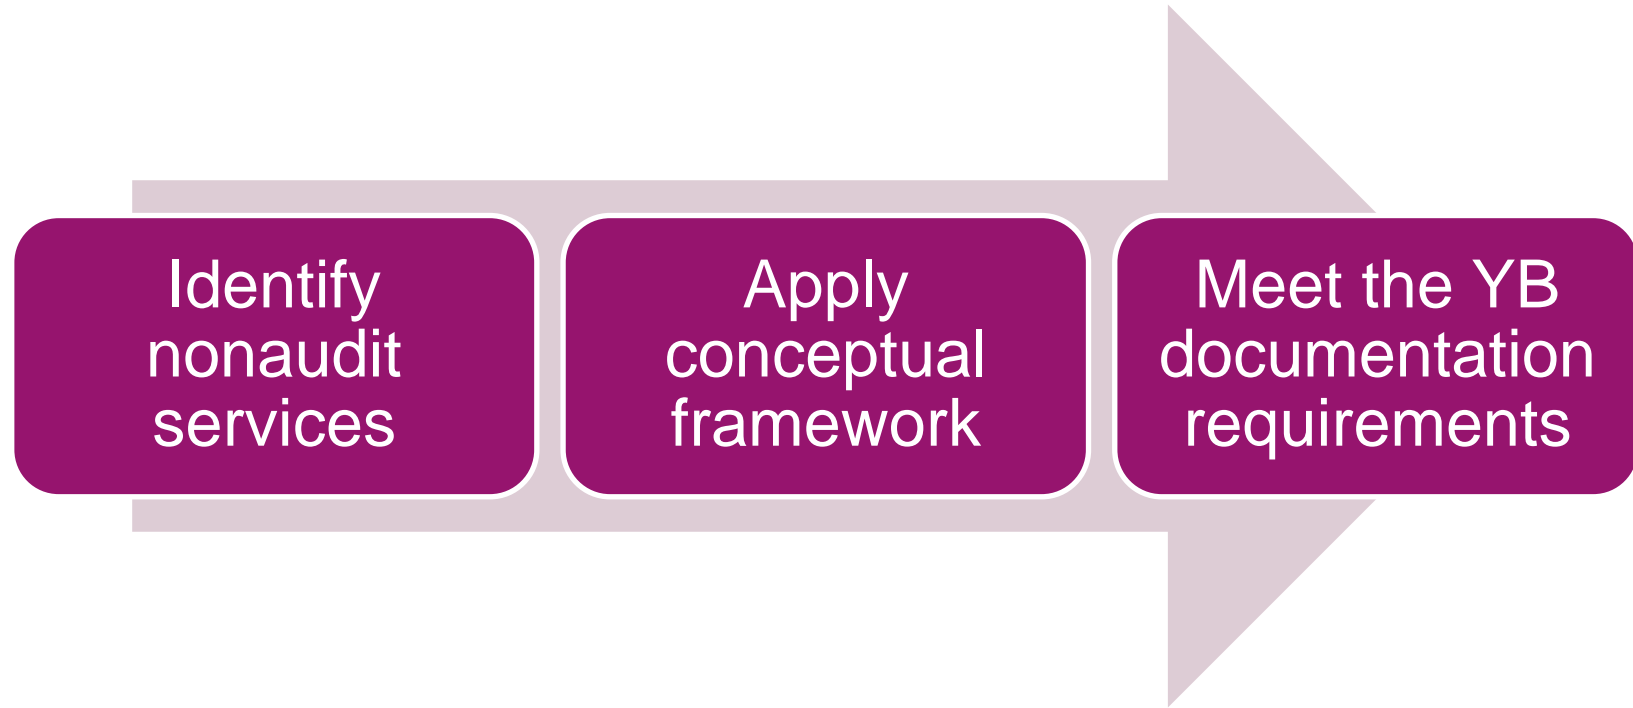 Identify
nonaudit
services
Apply
conceptual
framework
Meet the YB
documentation
requirements